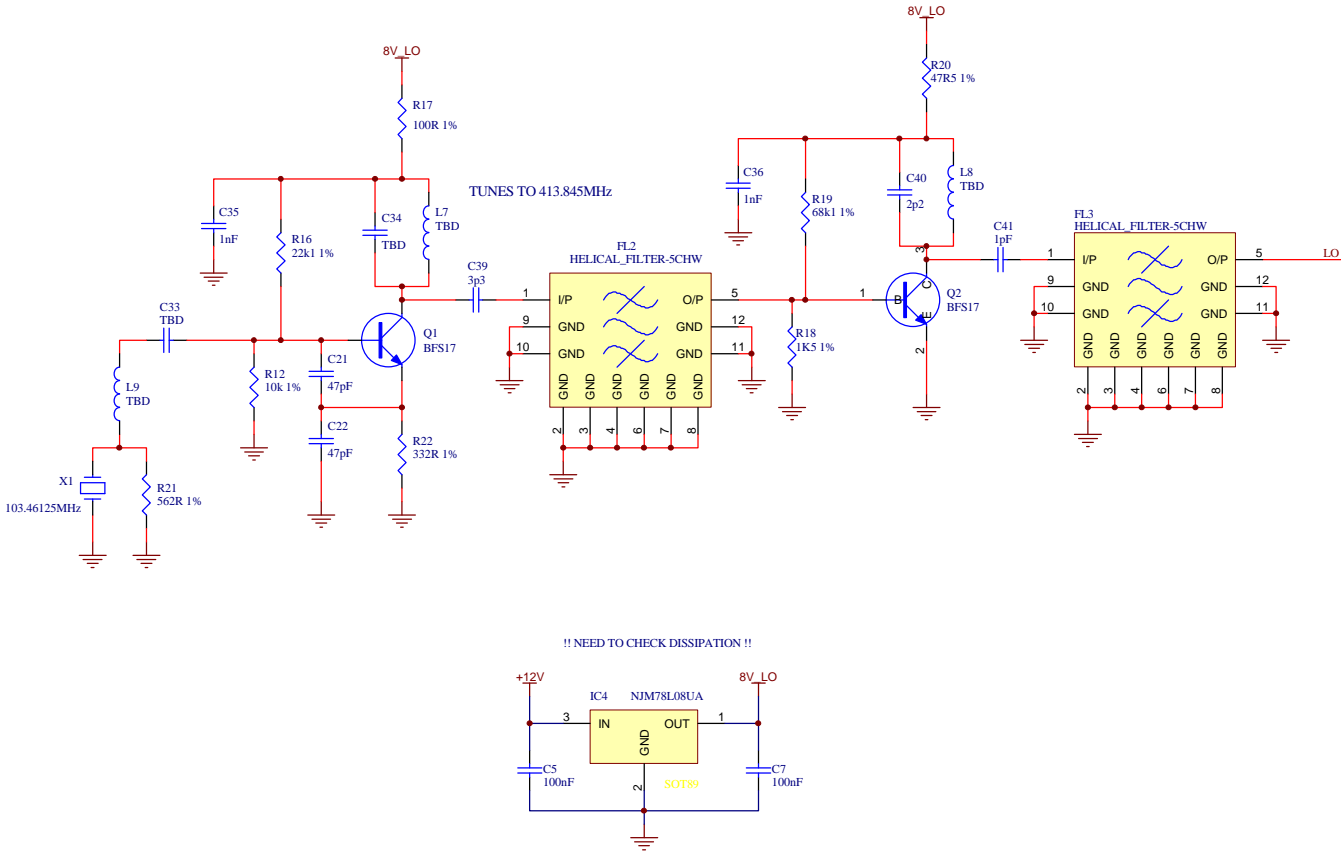 8V_LO
R17
100R 1%
C35
1nF
R16
22k1 1%
C34
TBD
L7
TBD
TUNES TO 413.845MHz
C33
TBD
L9
TBD
X1
103.46125MHz
R21
562R 1%
R12
10k 1%
C21
47pF
C22
47pF
Q1
BFS17
R22
332R 1%
C39
3p3
FL2
HELICAL_FILTER-5CHW
1
I/P
O/P
5
9
GND
GND
12
10
GND
GND
11
GND
GND
GND
GND
GND
GND
2
3
4
6
7
8
8V_LO
R20
47R5 1%
C36
1nF
R19
68k1 1%
C40
2p2
L8
TBD
R18
1K5 1%
1
B
C
E
3
2
Q2
BFS17
C41
1pF
FL3
HELICAL_FILTER-5CHW
1
I/P
O/P
5
LO
9
GND
GND
12
10
GND
GND
11
GND
GND
GND
GND
GND
GND
2
3
4
6
7
8
!! NEED TO CHECK DISSIPATION !!
+12V
IC4
NJM78L08UA
8V_LO
3
IN
OUT
1
GND
2
SOT89
C5
100nF
C7
100nF